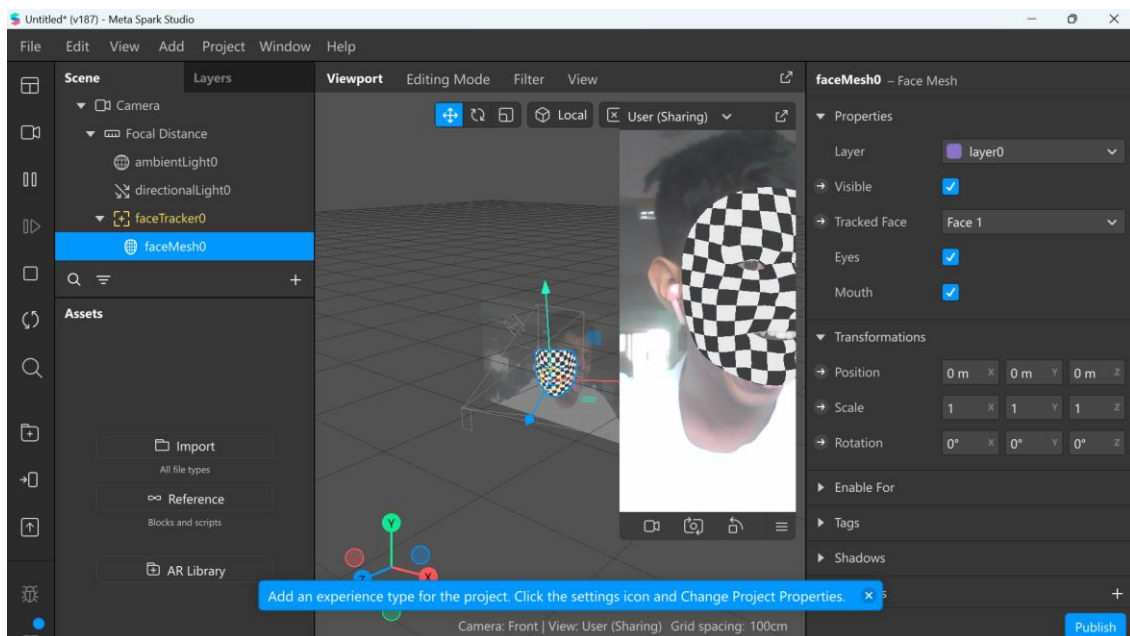 Untitled* (v187) - Meta Spark Studio
File Edit View Add Project Window Help
Scene Layers
Camera
Focal Distance
ambientLight0
directionalLight0
faceTracker0
faceMesh0
Assets
Import
All file types
Reference
Blocks and scripts
AR Library
Viewport Editing Mode Filter View
Local
User (Sharing)
Y
X
Z
Camera: Front | View: User (Sharing) Grid spacing: 100cm
faceMesh0 – Face Mesh
Properties
Layer layer0
Visible
Tracked Face Face 1
Eyes
Mouth
Transformations
Position 0 m X 0 m Y 0 m Z
Scale 1 X 1 Y 1 Z
Rotation 0° X 0° Y 0° Z
Enable For
Tags
Shadows
Add an experience type for the project. Click the settings icon and Change Project Properties.
Publish